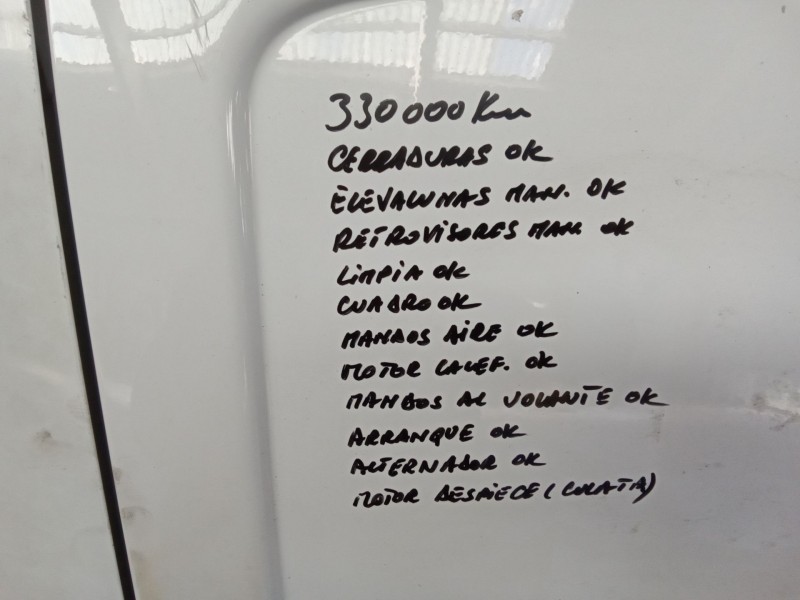 330000 Km
CERRADURAS OK
ELEVALUNAS MAN. OK
RETROVISORES MAN. OK
LIMPIA OK
CUADRO OK
MANDOS AIRE OK
MOTOR CALEF. OK
MANDOS AL VOLANTE OK
ARRANQUE OK
ALTERNADOR OK
MOTOR DESPIECE (CULATA)